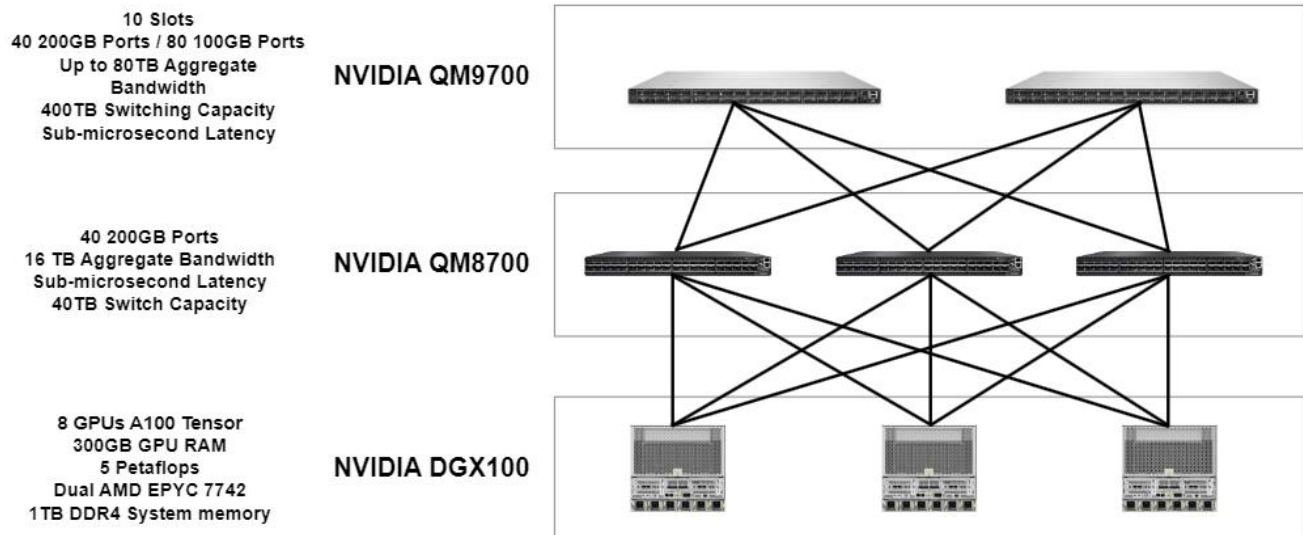 10 Slots
40 200GB Ports / 80 100GB Ports
Up to 80TB Aggregate
Bandwidth
400TB Switching Capacity
Sub-microsecond Latency
NVIDIA QM9700
40 200GB Ports
16 TB Aggregate Bandwidth
Sub-microsecond Latency
40TB Switch Capacity
NVIDIA QM8700
8 GPUs A100 Tensor
300GB GPU RAM
5 Petaflops
Dual AMD EPYC 7742
1TB DDR4 System memory
NVIDIA DGX100